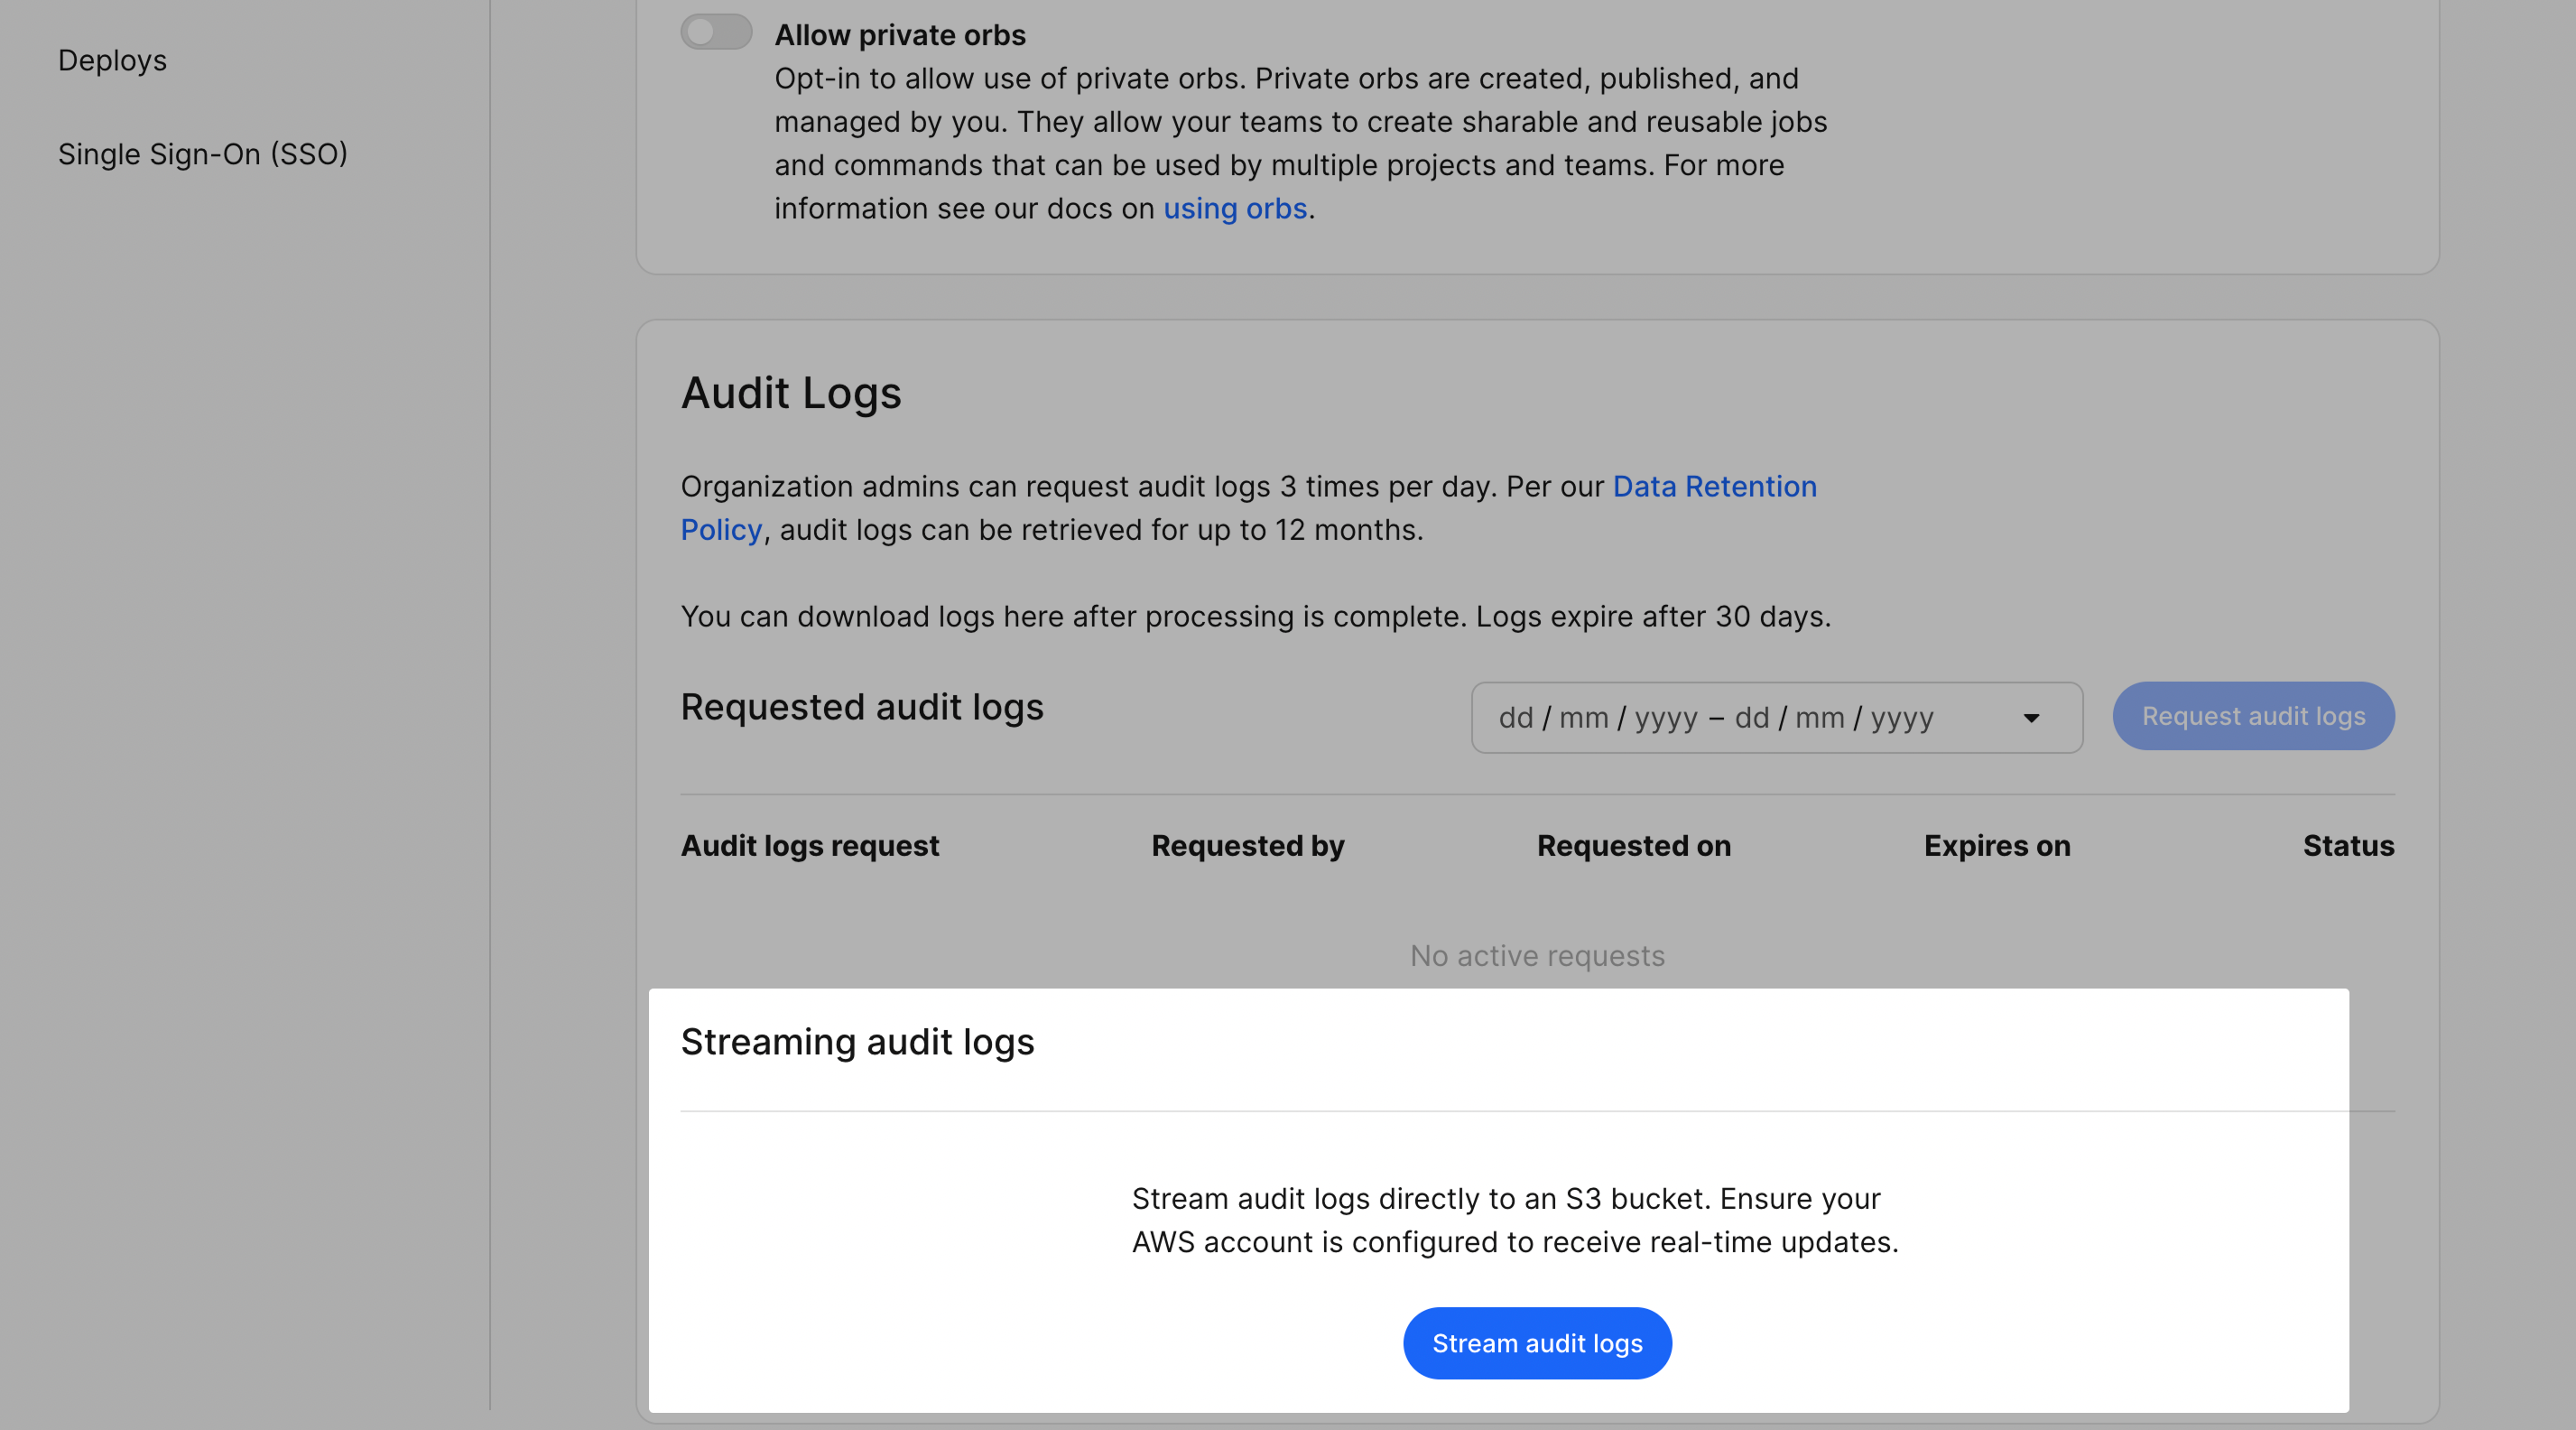 Deploys
Single Sign-On (SSO)
Allow private orbs
Opt-in to allow use of private orbs. Private orbs are created, published, and
managed by you. They allow your teams to create sharable and reusable jobs
and commands that can be used by multiple projects and teams. For more
information see our docs on using orbs.
Audit Logs
Organization admins can request audit logs 3 times per day. Per our Data Retention
Policy, audit logs can be retrieved for up to 12 months.
You can download logs here after processing is complete. Logs expire after 30 days.
Requested audit logs
dd / mm / yyyy – dd / mm / yyyy
Request audit logs
Audit logs request Requested by Requested on Expires on Status
No active requests
Streaming audit logs
Stream audit logs directly to an S3 bucket. Ensure your
AWS account is configured to receive real-time updates.
Stream audit logs